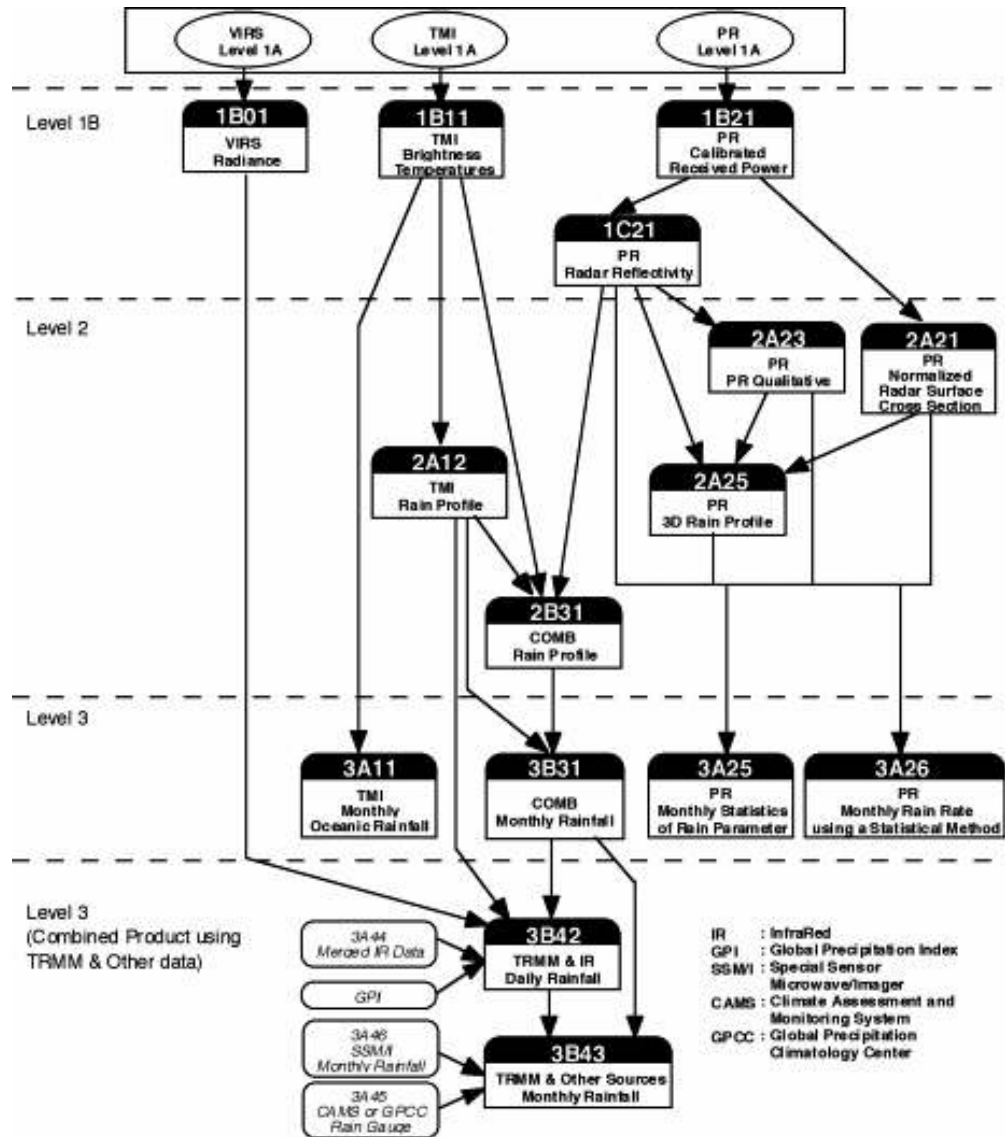 VIRS
Level 1A
TMI
Level 1A
PR
Level 1A
Level 1B
1B01
VIRS
Radiance
1B11
TMI
Brightness
Temperatures
1B21
PR
Calibrated
Received Power
1C21
PR
Radar Reflectivity
Level 2
2A23
PR
PR Qualitative
2A21
PR
Normalized
Radar Surface
Cross Section
2A12
TMI
Rain Profile
2A25
PR
3D Rain Profile
2B31
COMB
Rain Profile
Level 3
3A11
TMI
Monthly
Oceanic Rainfall
3B31
COMB
Monthly Rainfall
3A25
PR
Monthly Statistics
of Rain Parameter
3A26
PR
Monthly Rain Rate
using a Statistical Method
Level 3
(Combined Product using
TRMM & Other data)
3A44
Merged IR Data
GPI
3A46
SSM/I
Monthly Rainfall
3A45
CAMS or GPCC
Rain Gauge
3B42
TRMM & IR
Daily Rainfall
3B43
TRMM & Other Sources
Monthly Rainfall
IR : InfraRed
GPI : Global Precipitation Index
SSM/I : Special Sensor
Microwave/Imager
CAMS : Climate Assessment and
Monitoring System
GPCC : Global Precipitation
Climatology Center